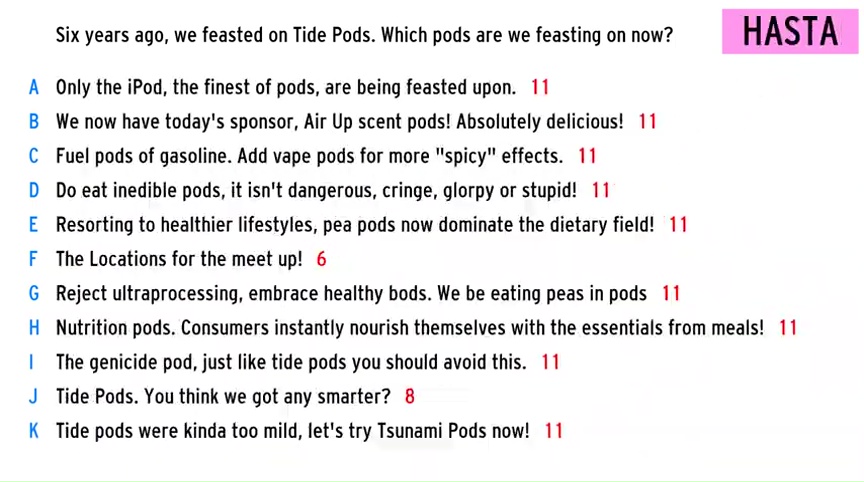 Six years ago, we feasted on Tide Pods. Which pods are we feasting on now?
HASTA
A Only the iPod, the finest of pods, are being feasted upon. 11
B We now have today's sponsor, Air Up scent pods! Absolutely delicious! 11
C Fuel pods of gasoline. Add vape pods for more "spicy" effects. 11
D Do eat inedible pods, it isn't dangerous, cringe, glorpy or stupid! 11
E Resorting to healthier lifestyles, pea pods now dominate the dietary field! 11
F The Locations for the meet up! 6
G Reject ultraprocessing, embrace healthy bods. We be eating peas in pods 11
H Nutrition pods. Consumers instantly nourish themselves with the essentials from meals! 11
I The genicide pod, just like tide pods you should avoid this. 11
J Tide Pods. You think we got any smarter? 8
K Tide pods were kinda too mild, let's try Tsunami Pods now! 11